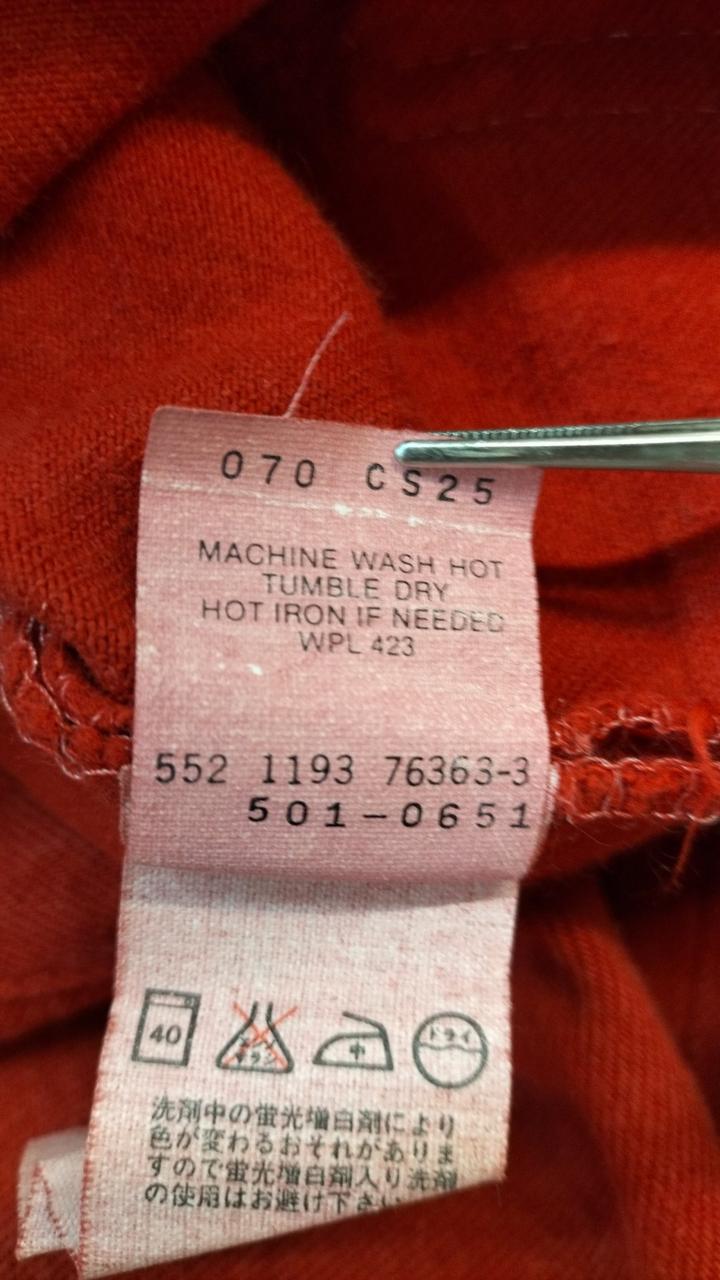 070 CS25
MACHINE WASH HOT
TUMBLE DRY
HOT IRON IF NEEDED
WPL 423
552 1193 76363-3
501-0651
40
中
ドライ
洗剤中の蛍光増白剤により
色が変わるおそれがありま
すので蛍光増白剤入り洗剤
の使用はお避け下さい